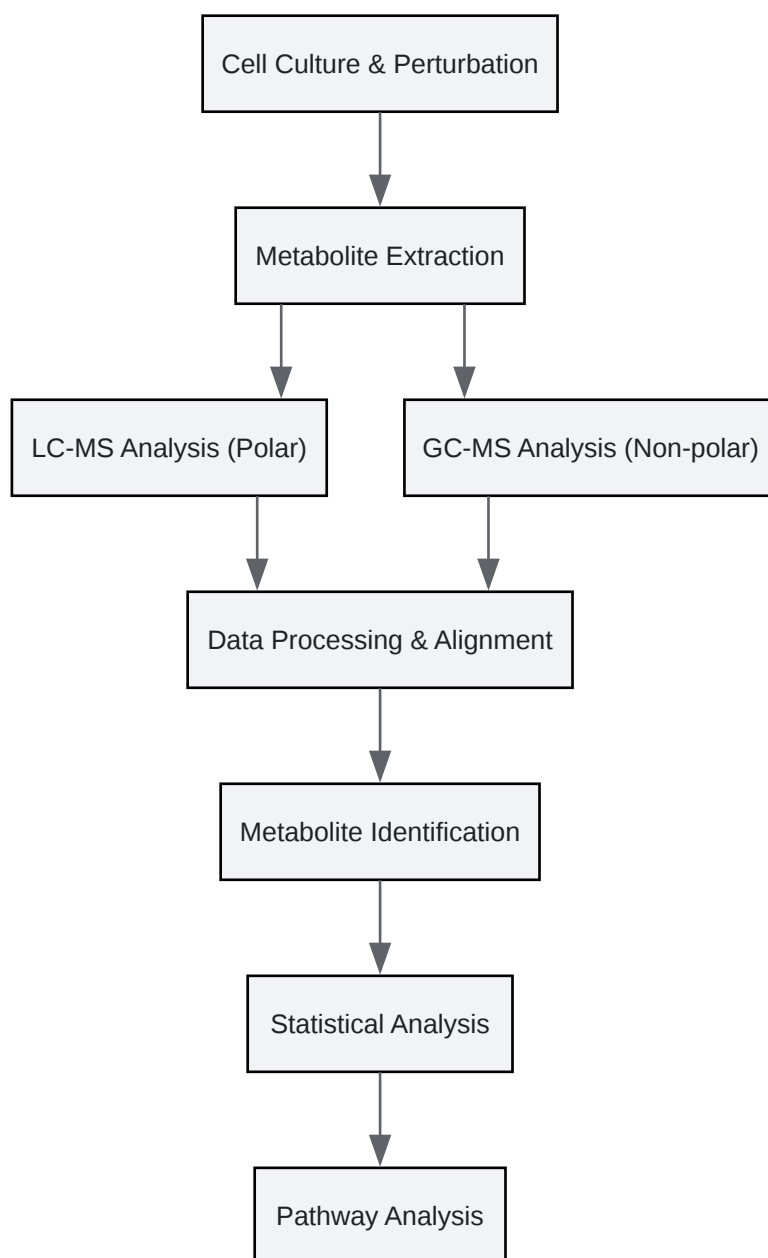 Cell Culture & Perturbation
Metabolite Extraction
LC-MS Analysis (Polar)
GC-MS Analysis (Non-polar)
Data Processing & Alignment
Metabolite Identification
Statistical Analysis
Pathway Analysis